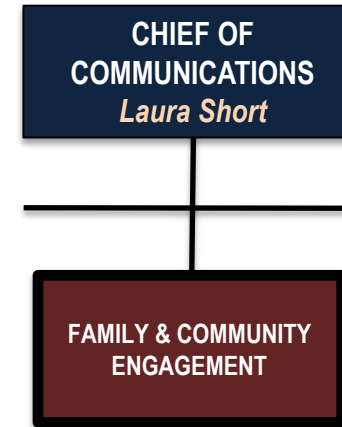 CHIEF OF
COMMUNICATIONS
Laura Short
FAMILY & COMMUNITY
ENGAGEMENT